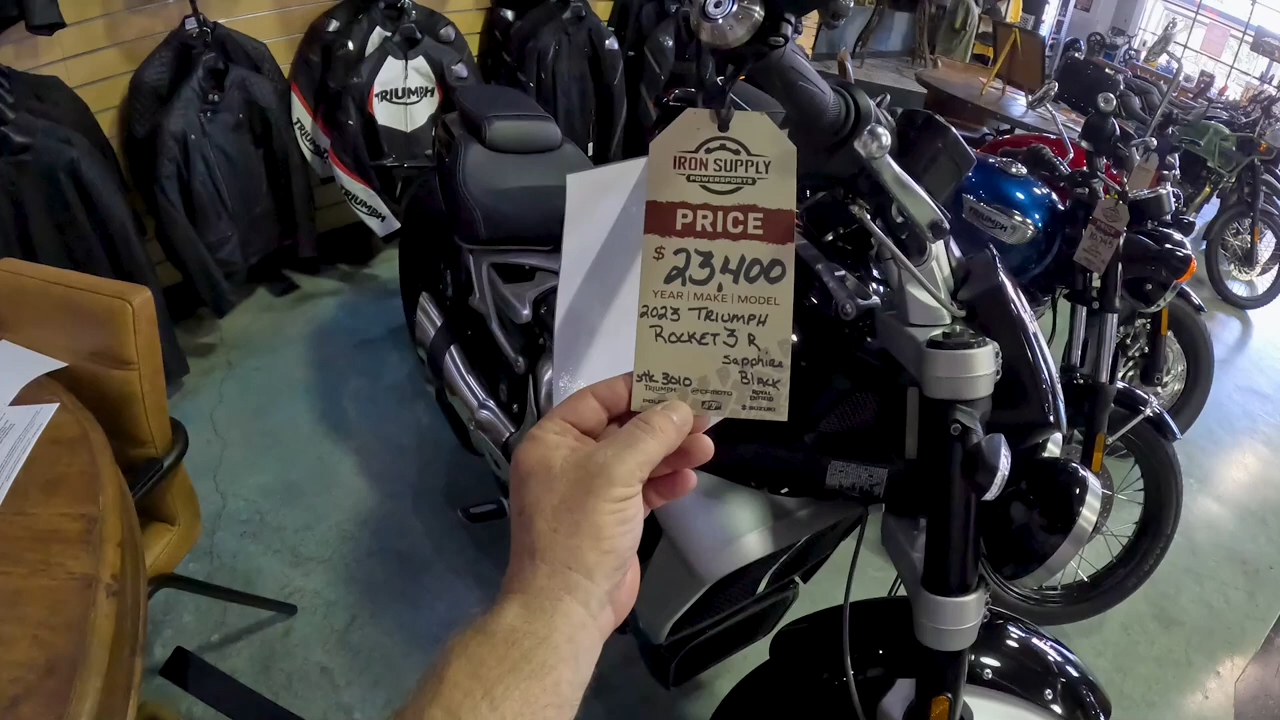 TRIUMPH
TRIUMPH
TRIUMPH
IRON SUPPLY
POWERSPORTS
PRICE
$23,400
YEAR | MAKE | MODEL
2023 TRIUMPH
ROCKET 3 R
Sapphire
Black
stk 3010
TRIUMPH CFMOTO ROYAL ENFIELD
SUZUKI
TRIUMPH